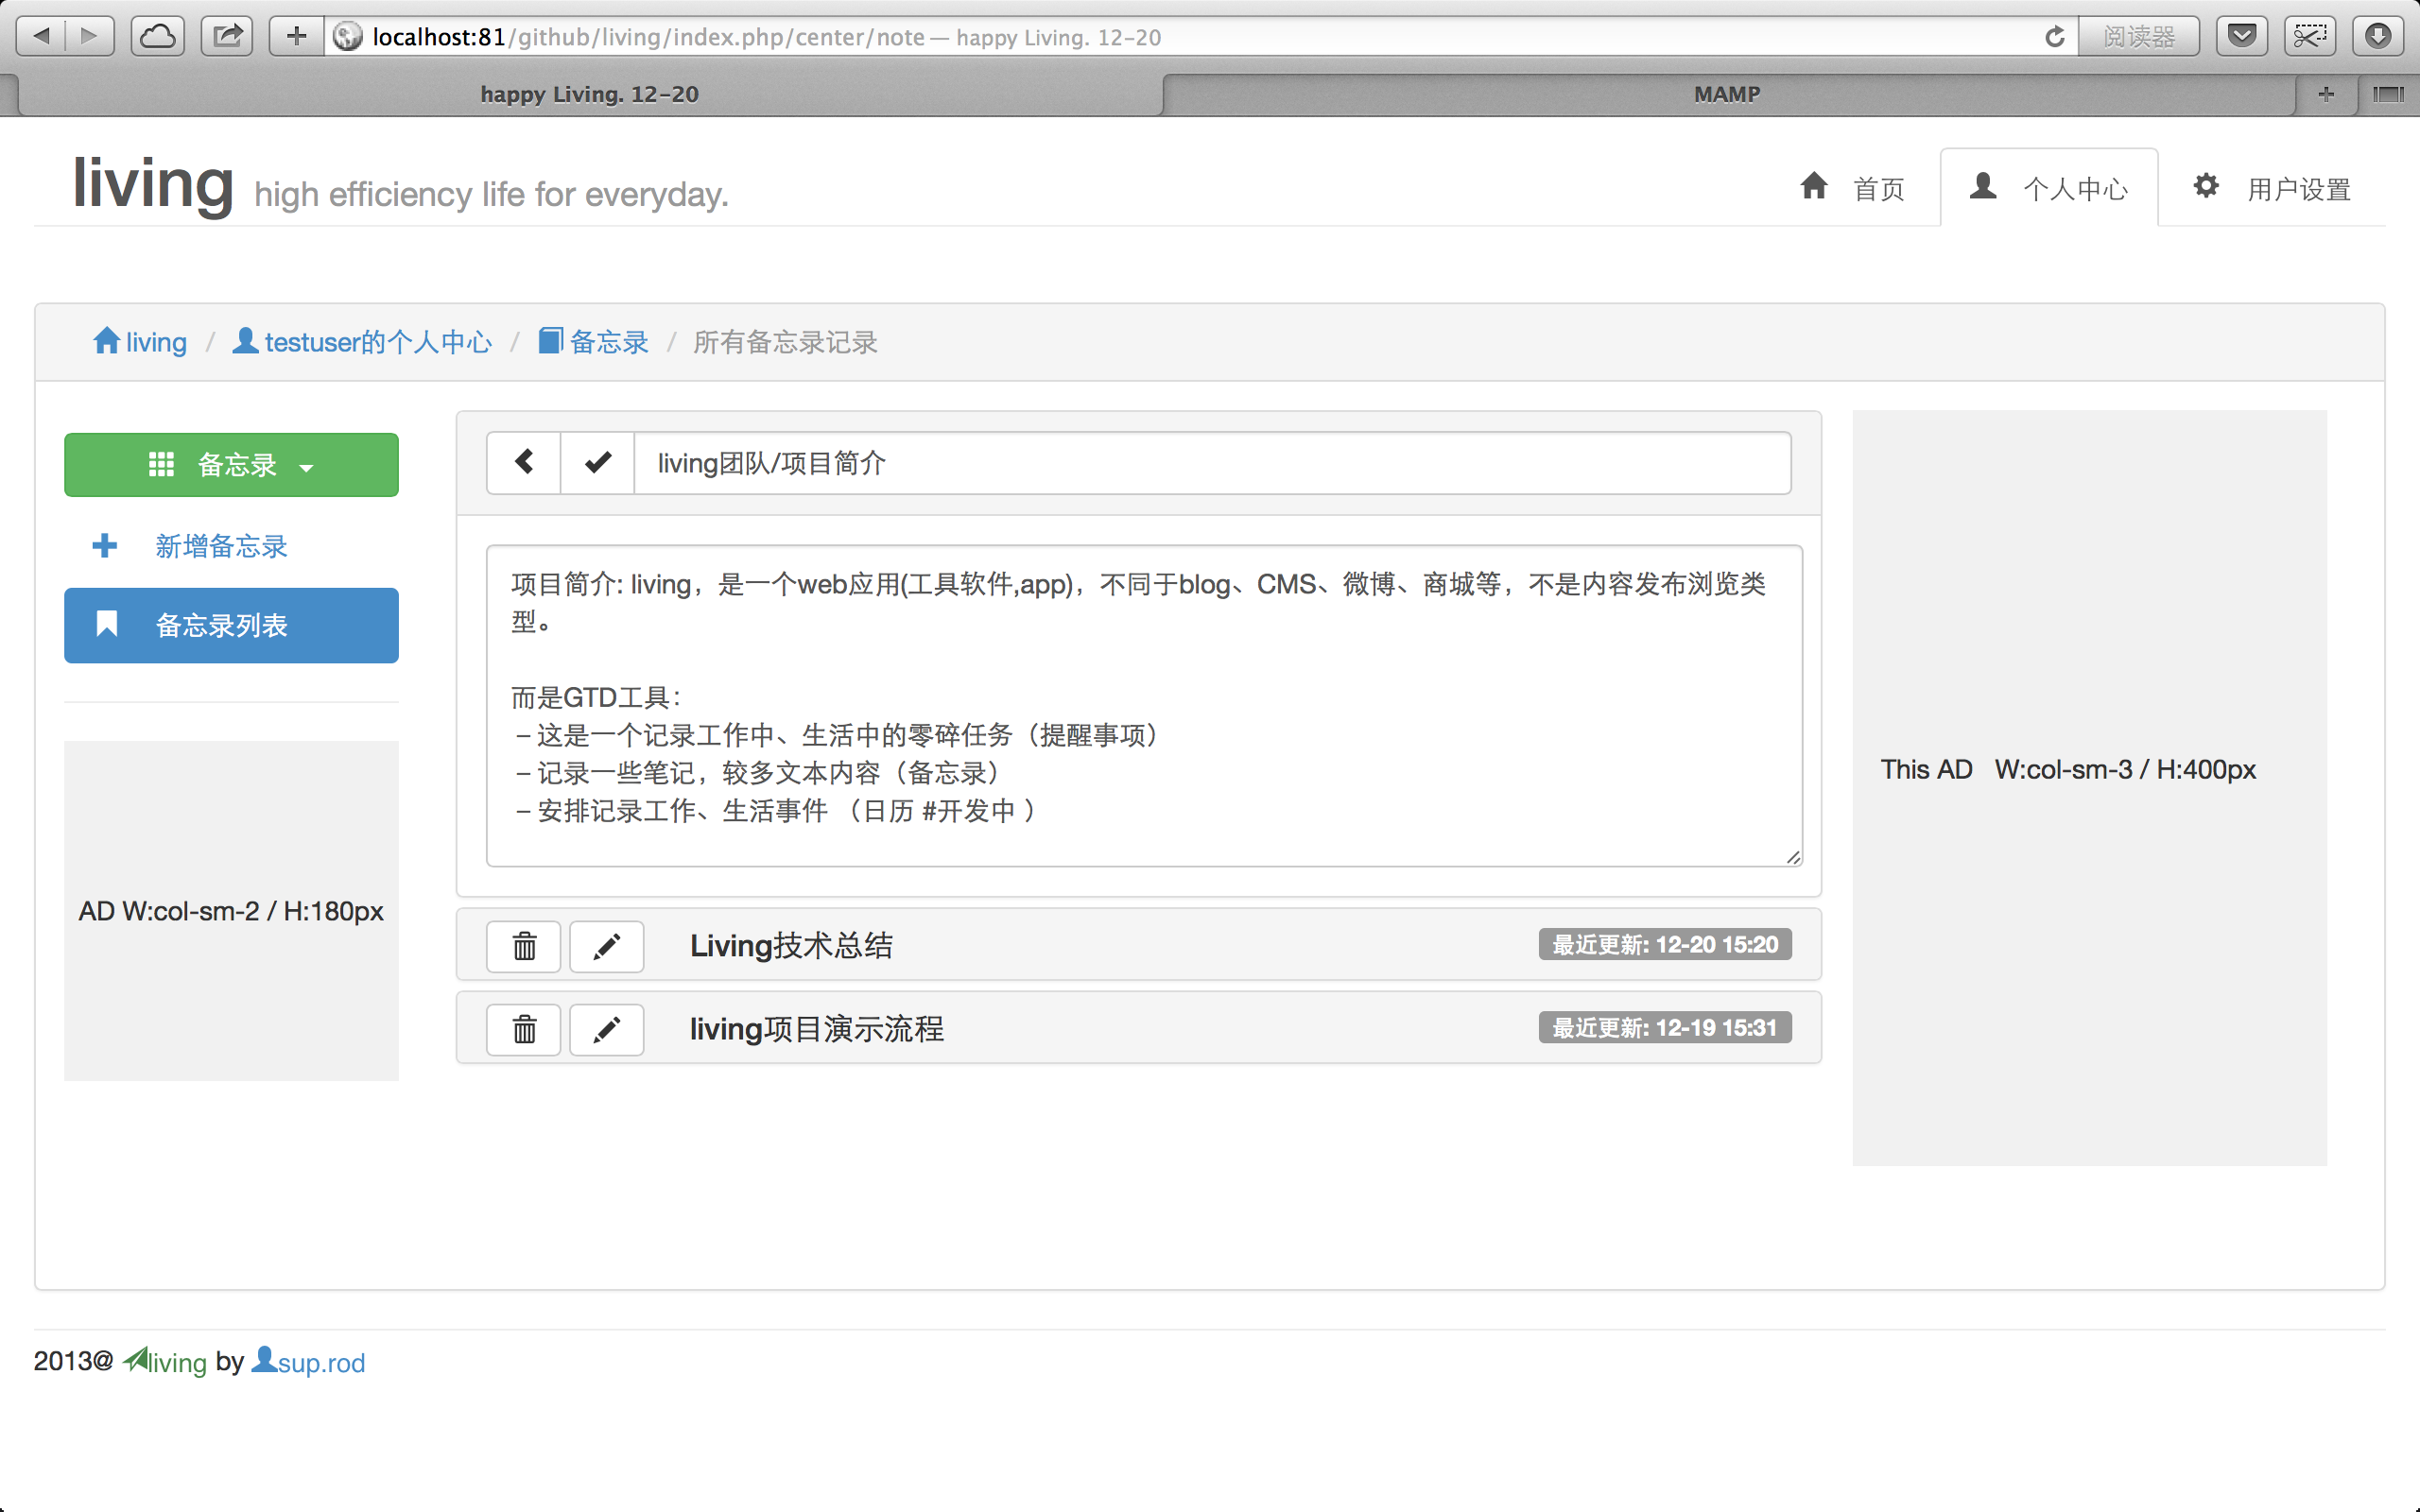 localhost:81/github/living/index.php/center/note — happy Living. 12-20
阅读器
happy Living. 12-20
MAMP
living high efficiency life for everyday.
首页
个人中心
用户设置
living / testuser的个人中心 / 备忘录 / 所有备忘录记录
备忘录
新增备忘录
备忘录列表
AD W:col-sm-2 / H:180px
living团队/项目简介
项目简介: living，是一个web应用(工具软件,app)，不同于blog、CMS、微博、商城等，不是内容发布浏览类
型。
而是GTD工具：
– 这是一个记录工作中、生活中的零碎任务（提醒事项）
– 记录一些笔记，较多文本内容（备忘录）
– 安排记录工作、生活事件 （日历 #开发中 ）
Living技术总结
最近更新: 12-20 15:20
living项目演示流程
最近更新: 12-19 15:31
This AD W:col-sm-3 / H:400px
2013@ living by sup.rod